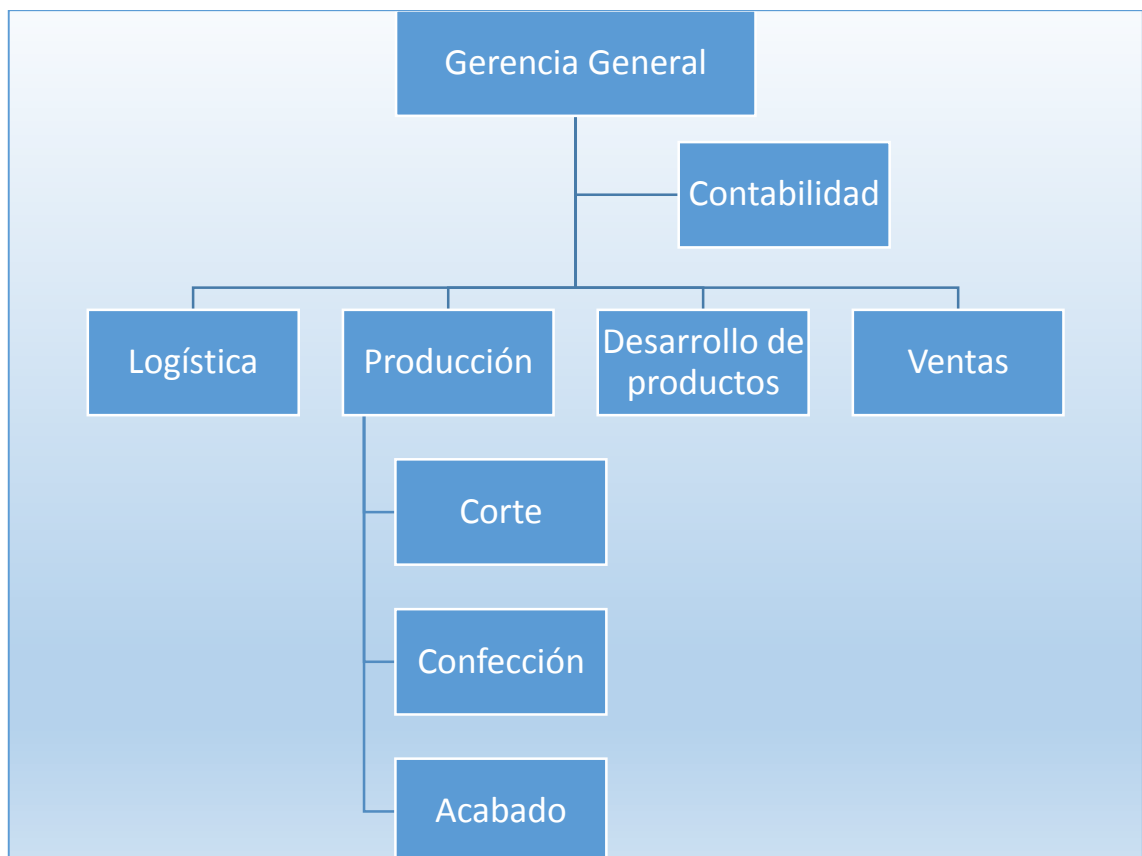 Gerencia General
Contabilidad
Logística
Producción
Desarrollo de
productos
Ventas
Corte
Confección
Acabado